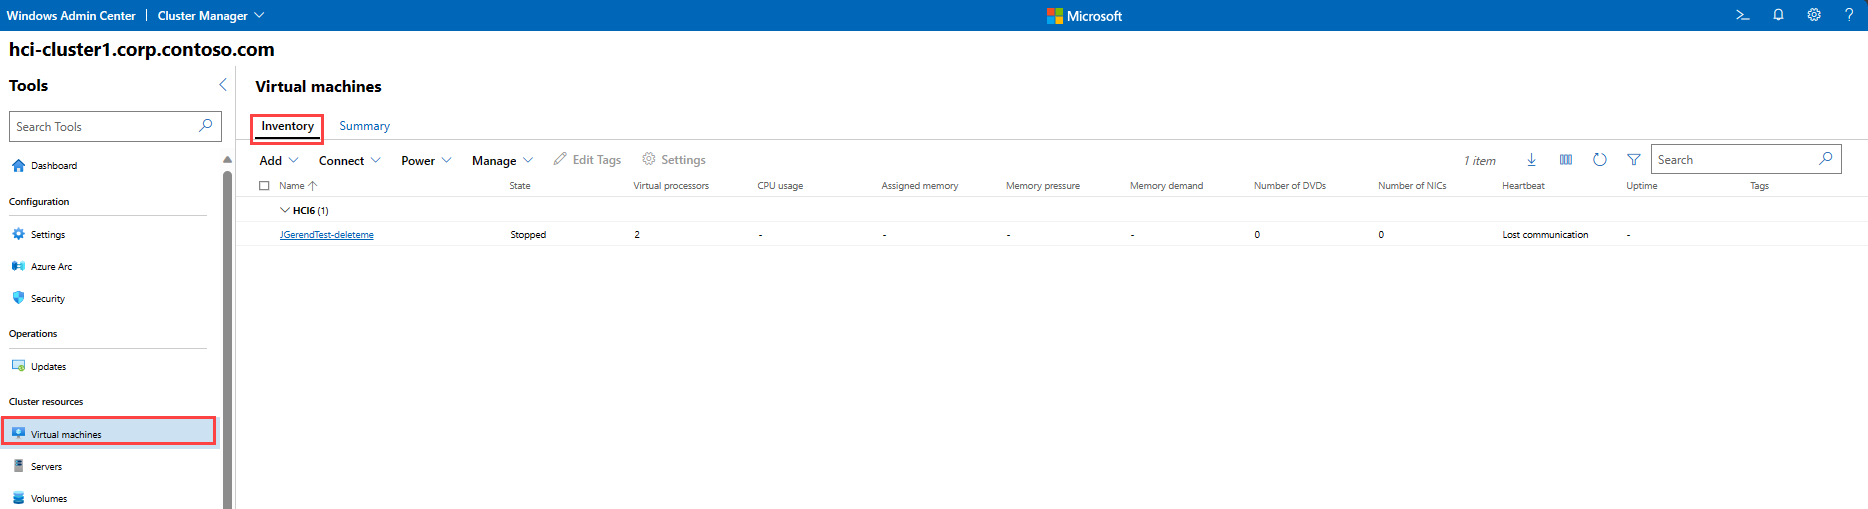 Windows Admin Center | Cluster Manager Microsoft
hci-cluster1.corp.contoso.com
Tools
Search Tools
Dashboard
Configuration
Settings
Azure Arc
Security
Operations
Updates
Cluster resources
Virtual machines
Servers
Volumes
Virtual machines
Inventory Summary
Add Connect Power Manage Edit Tags Settings 1 item Search
Name State Virtual processors CPU usage Assigned memory Memory pressure Memory demand Number of DVDs Number of NICs Heartbeat Uptime Tags
HCI6 (1)
JGerendTest-deleteme Stopped 2 - - - - 0 0 Lost communication -